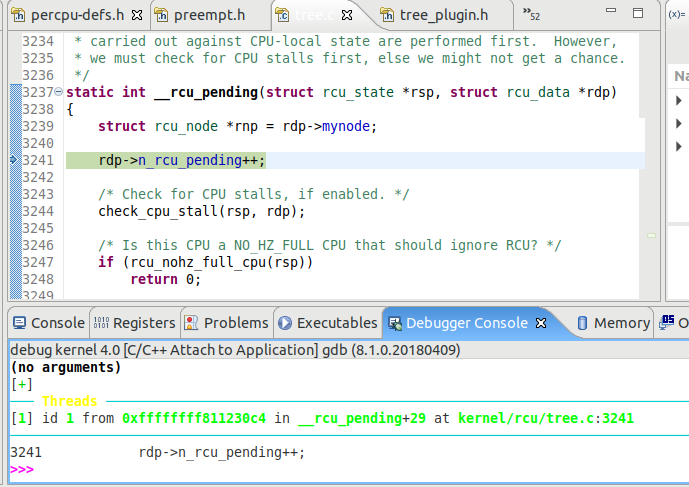 percpu-defs.h preempt.h tree.c tree_plugin.h »52 (x)=
3234 * carried out against CPU-local state are performed first.  However,
3235 * we must check for CPU stalls first, else we might not get a chance.
3236 */
3237 static int __rcu_pending(struct rcu_state *rsp, struct rcu_data *rdp)
3238 {
3239     struct rcu_node *rnp = rdp->mynode;
3240
3241     rdp->n_rcu_pending++;
3242
3243     /* Check for CPU stalls, if enabled. */
3244     check_cpu_stall(rsp, rdp);
3245
3246     /* Is this CPU a NO_HZ_FULL CPU that should ignore RCU? */
3247     if (rcu_nohz_full_cpu(rsp))
3248         return 0;
3249
Na
Console Registers Problems Executables Debugger Console Memory O
debug kernel 4.0 [C/C++ Attach to Application] gdb (8.1.0.20180409)
(no arguments)
[+]
Threads
[1] id 1 from 0xffffffff811230c4 in __rcu_pending+29 at kernel/rcu/tree.c:3241
3241            rdp->n_rcu_pending++;
>>>